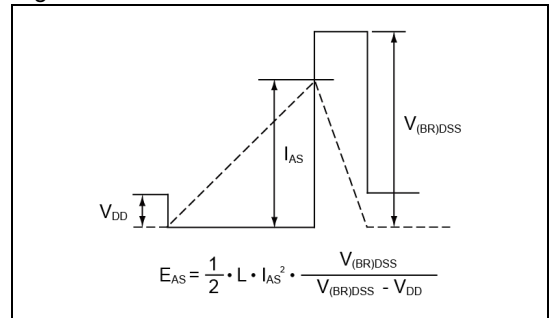 V(BR)DSS
IAS
VDD
EAS = 1/2 • L • IAS² • V(BR)DSS / V(BR)DSS - VDD